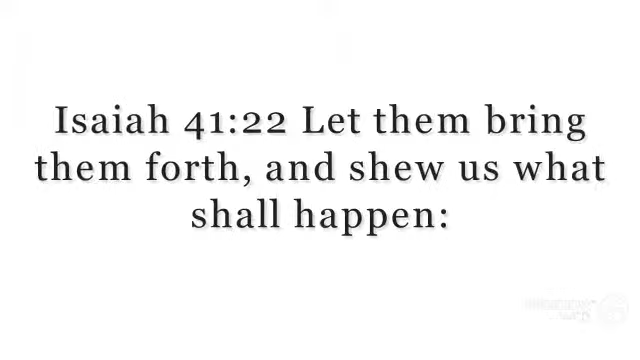 Isaiah 41:22 Let them bring
them forth, and shew us what
shall happen: